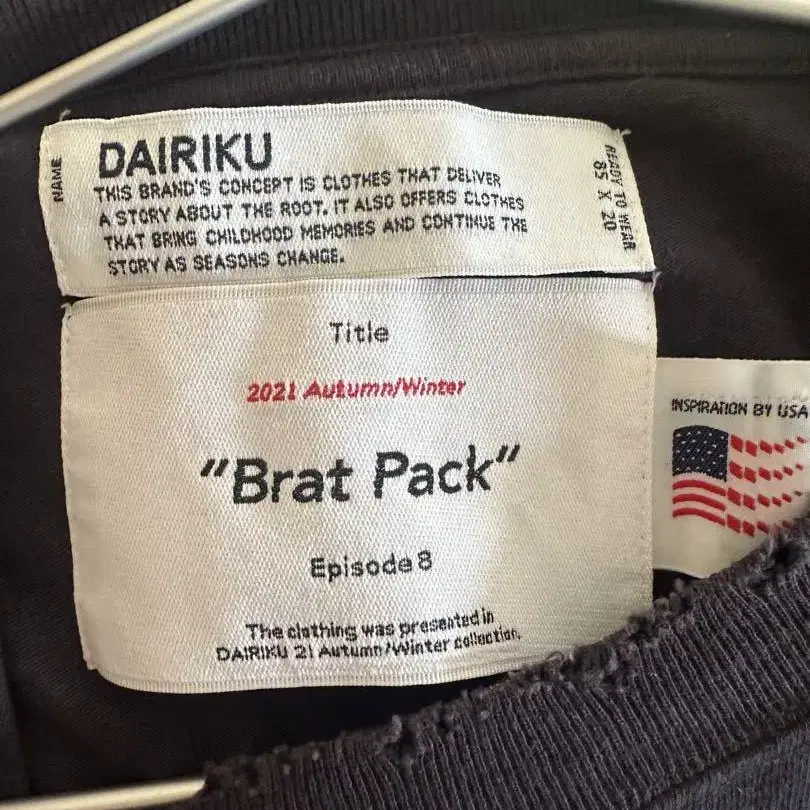 NAME
DAIRIKU
THIS BRAND'S CONCEPT IS CLOTHES THAT DELIVER
A STORY ABOUT THE ROOT. IT ALSO OFFERS CLOTHES
THAT BRING CHILDHOOD MEMORIES AND CONTINUE THE
STORY AS SEASONS CHANGE.
READY TO WEAR
85 X 20
Title
2021 Autumn/Winter
"Brat Pack"
Episode 8
The clothing was presented in
DAIRIKU 21 Autumn/Winter collection.
INSPIRATION BY USA